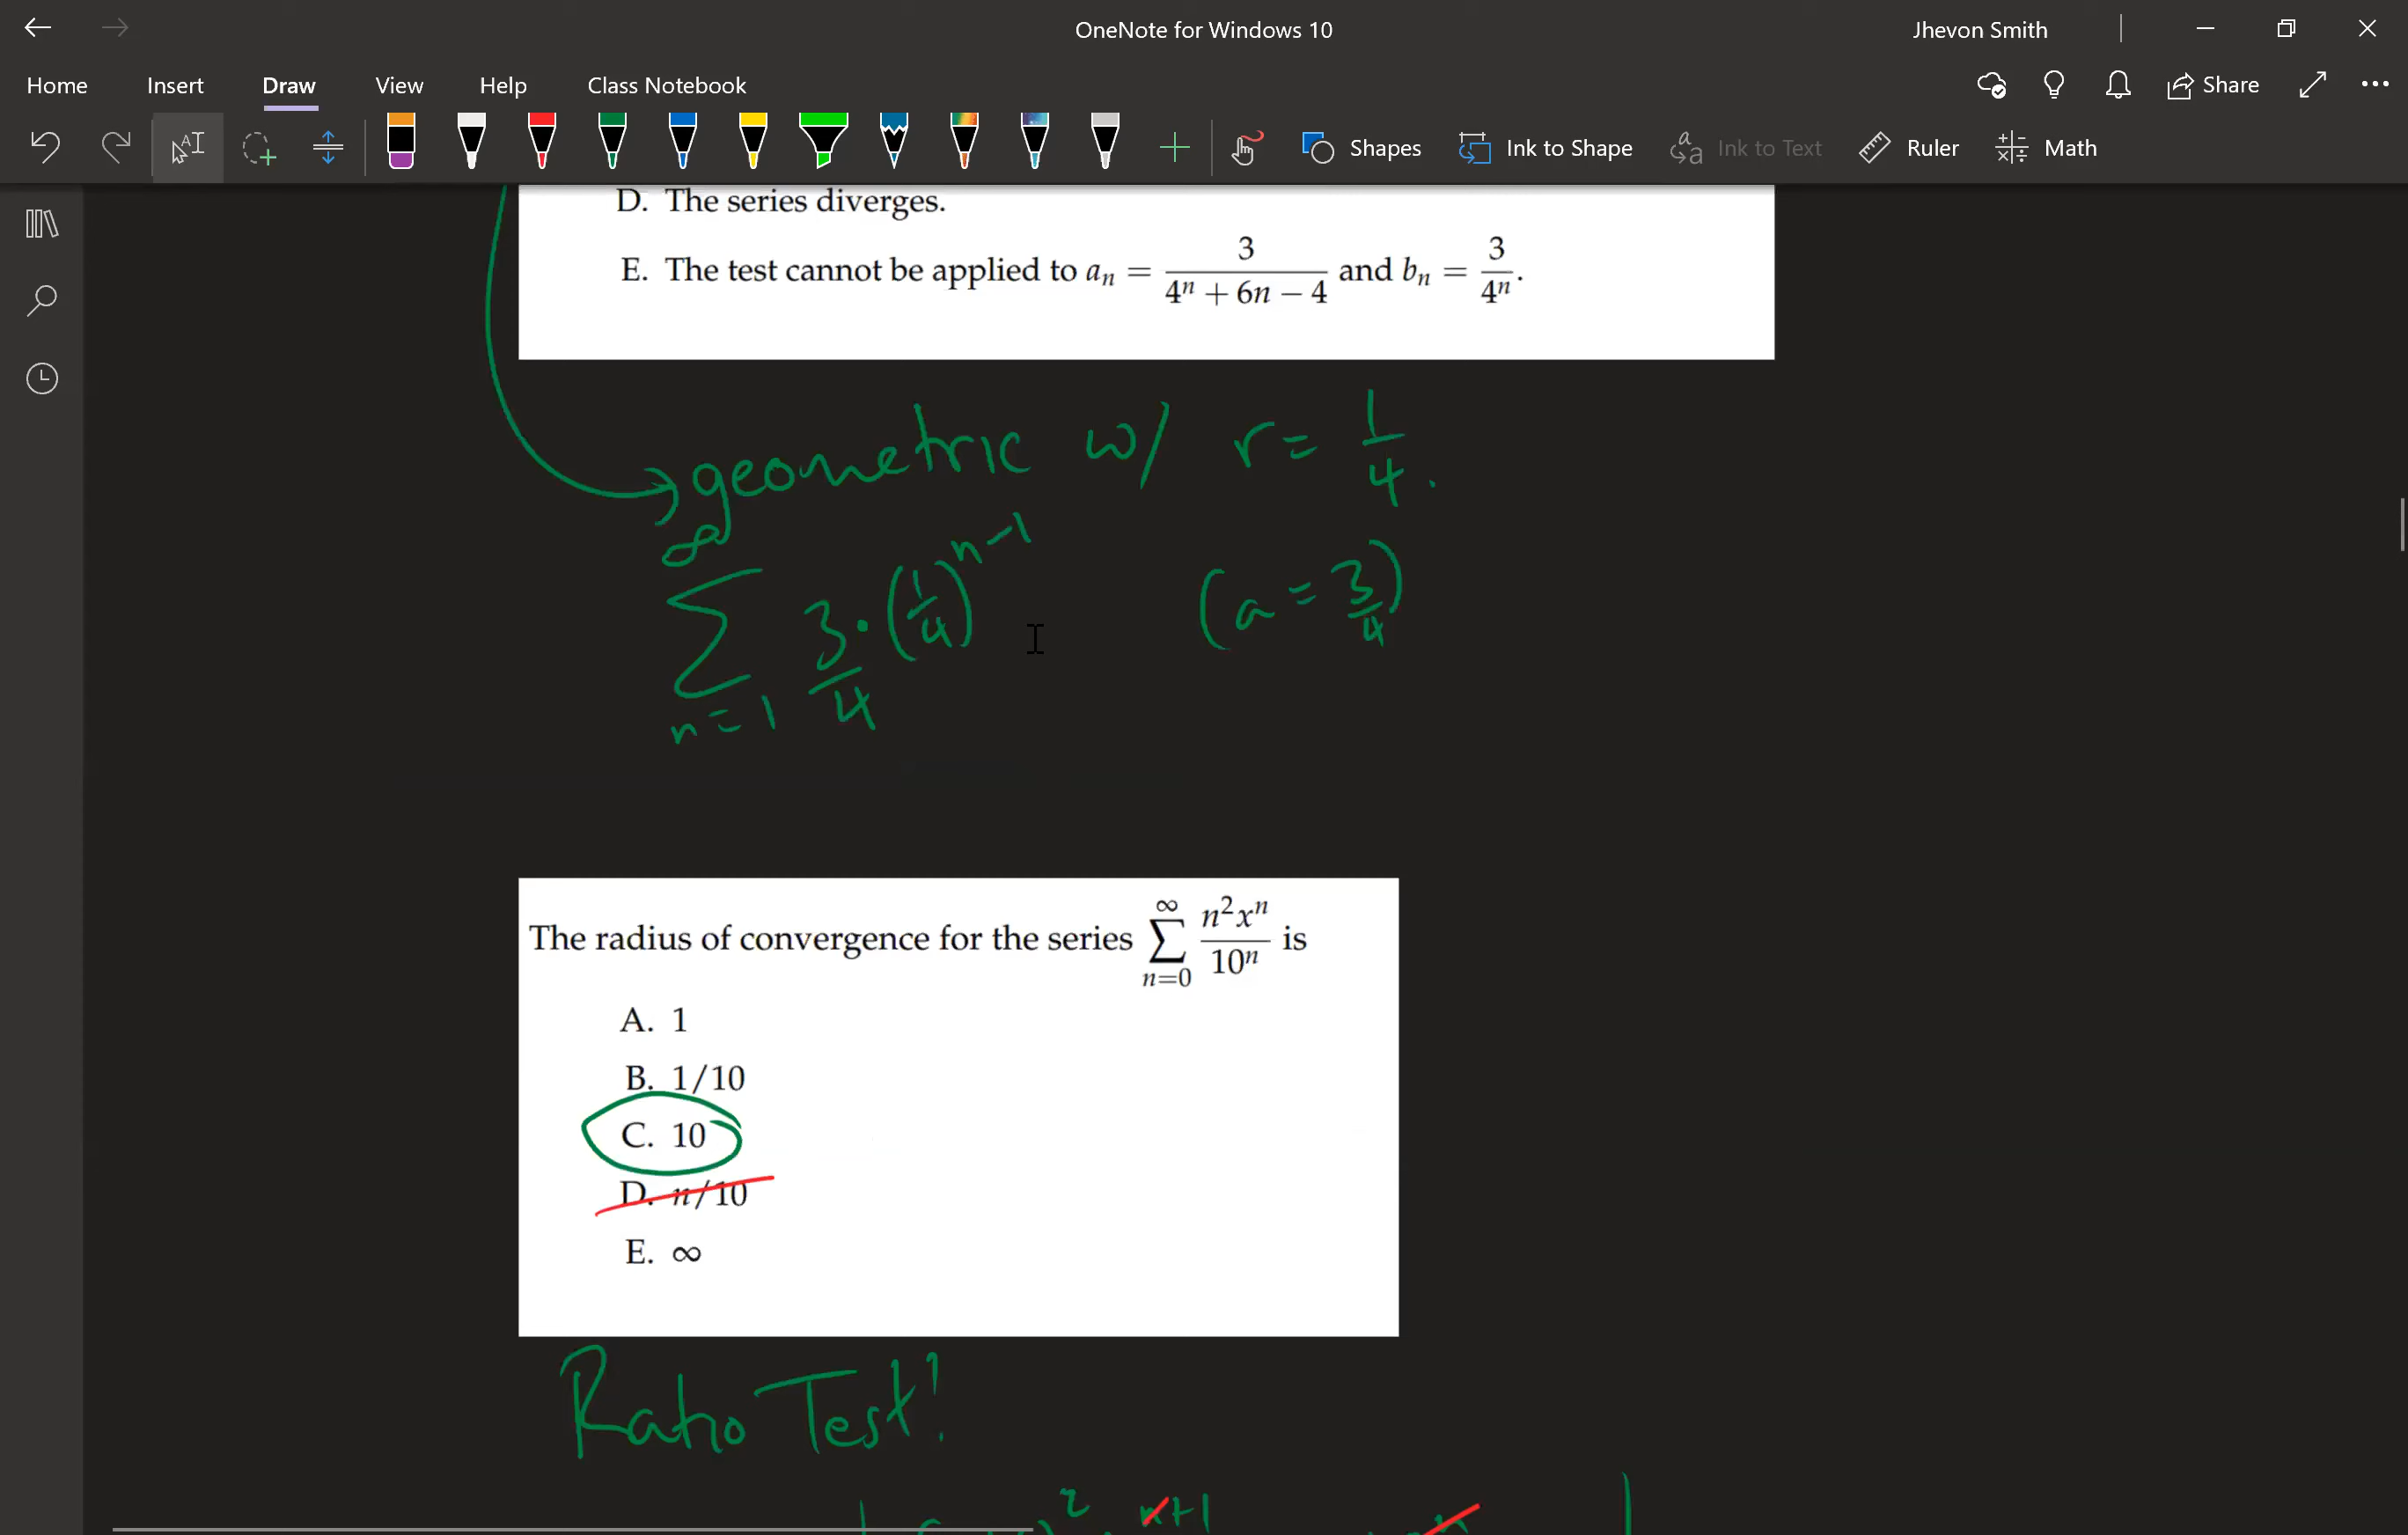 OneNote for Windows 10
Jhevon Smith
Home Insert Draw View Help Class Notebook
Share
Shapes Ink to Shape Ink to Text Ruler Math
D. The series diverges.
E. The test cannot be applied to aₙ = 3/(4ⁿ + 6n − 4) and bₙ = 3/4ⁿ.
geometric w/ r = 1/4.
∞ Σ n=1 3/4 · (1/4)ⁿ⁻¹ (a = 3/4)
The radius of convergence for the series ∞ Σ n=0 n²xⁿ/10ⁿ is
A. 1
B. 1/10
C. 10
D. n/10
E. ∞
Ratio Test!